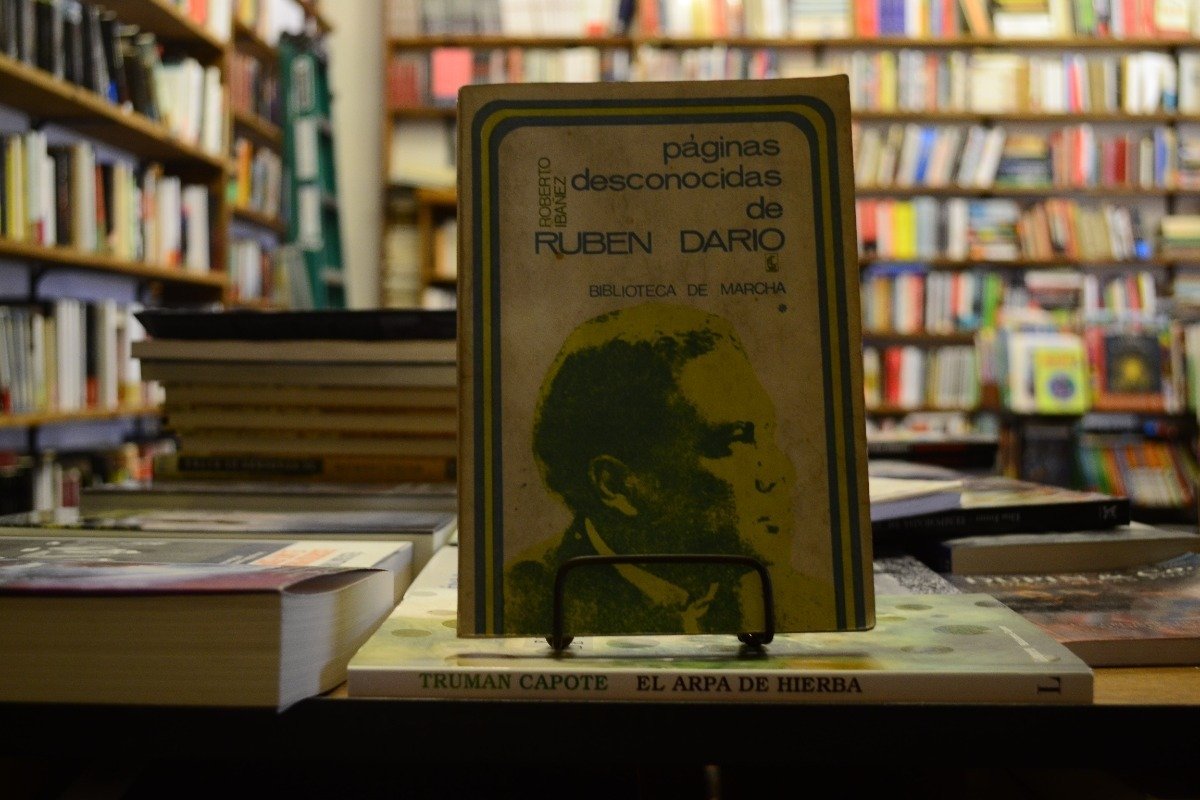 páginas
desconocidas
de
RUBEN DARIO
ROBERTO
IBAÑEZ
BIBLIOTECA DE MARCHA
TRUMAN CAPOTE EL ARPA DE HIERBA